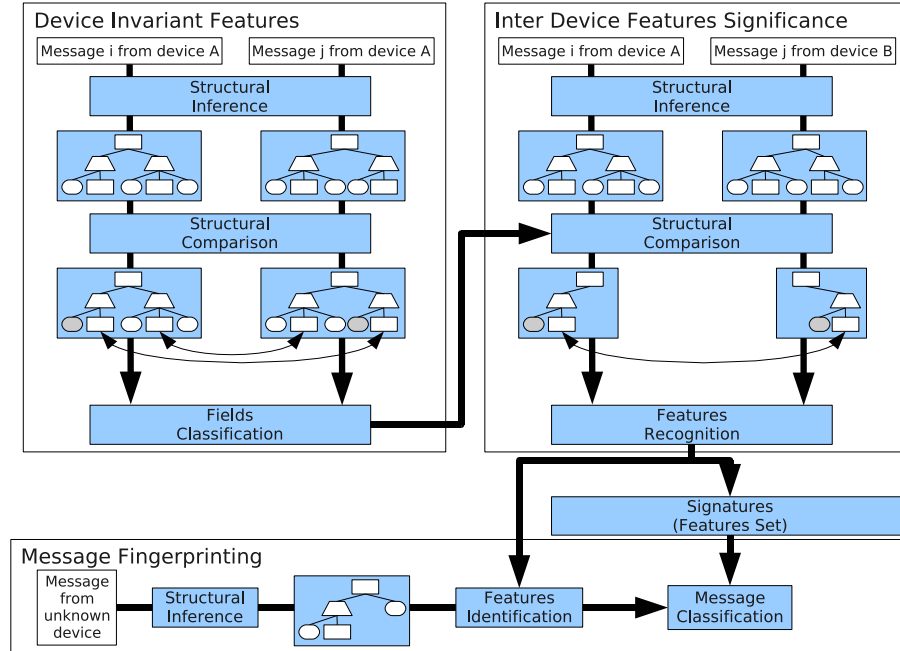 Device Invariant Features
Message i from device A
Message j from device A
Structural
Inference
Structural
Comparison
Fields
Classification
Inter Device Features Significance
Message i from device A
Message j from device B
Structural
Inference
Structural
Comparison
Features
Recognition
Signatures
(Features Set)
Message Fingerprinting
Message
from
unknown
device
Structural
Inference
Features
Identification
Message
Classification